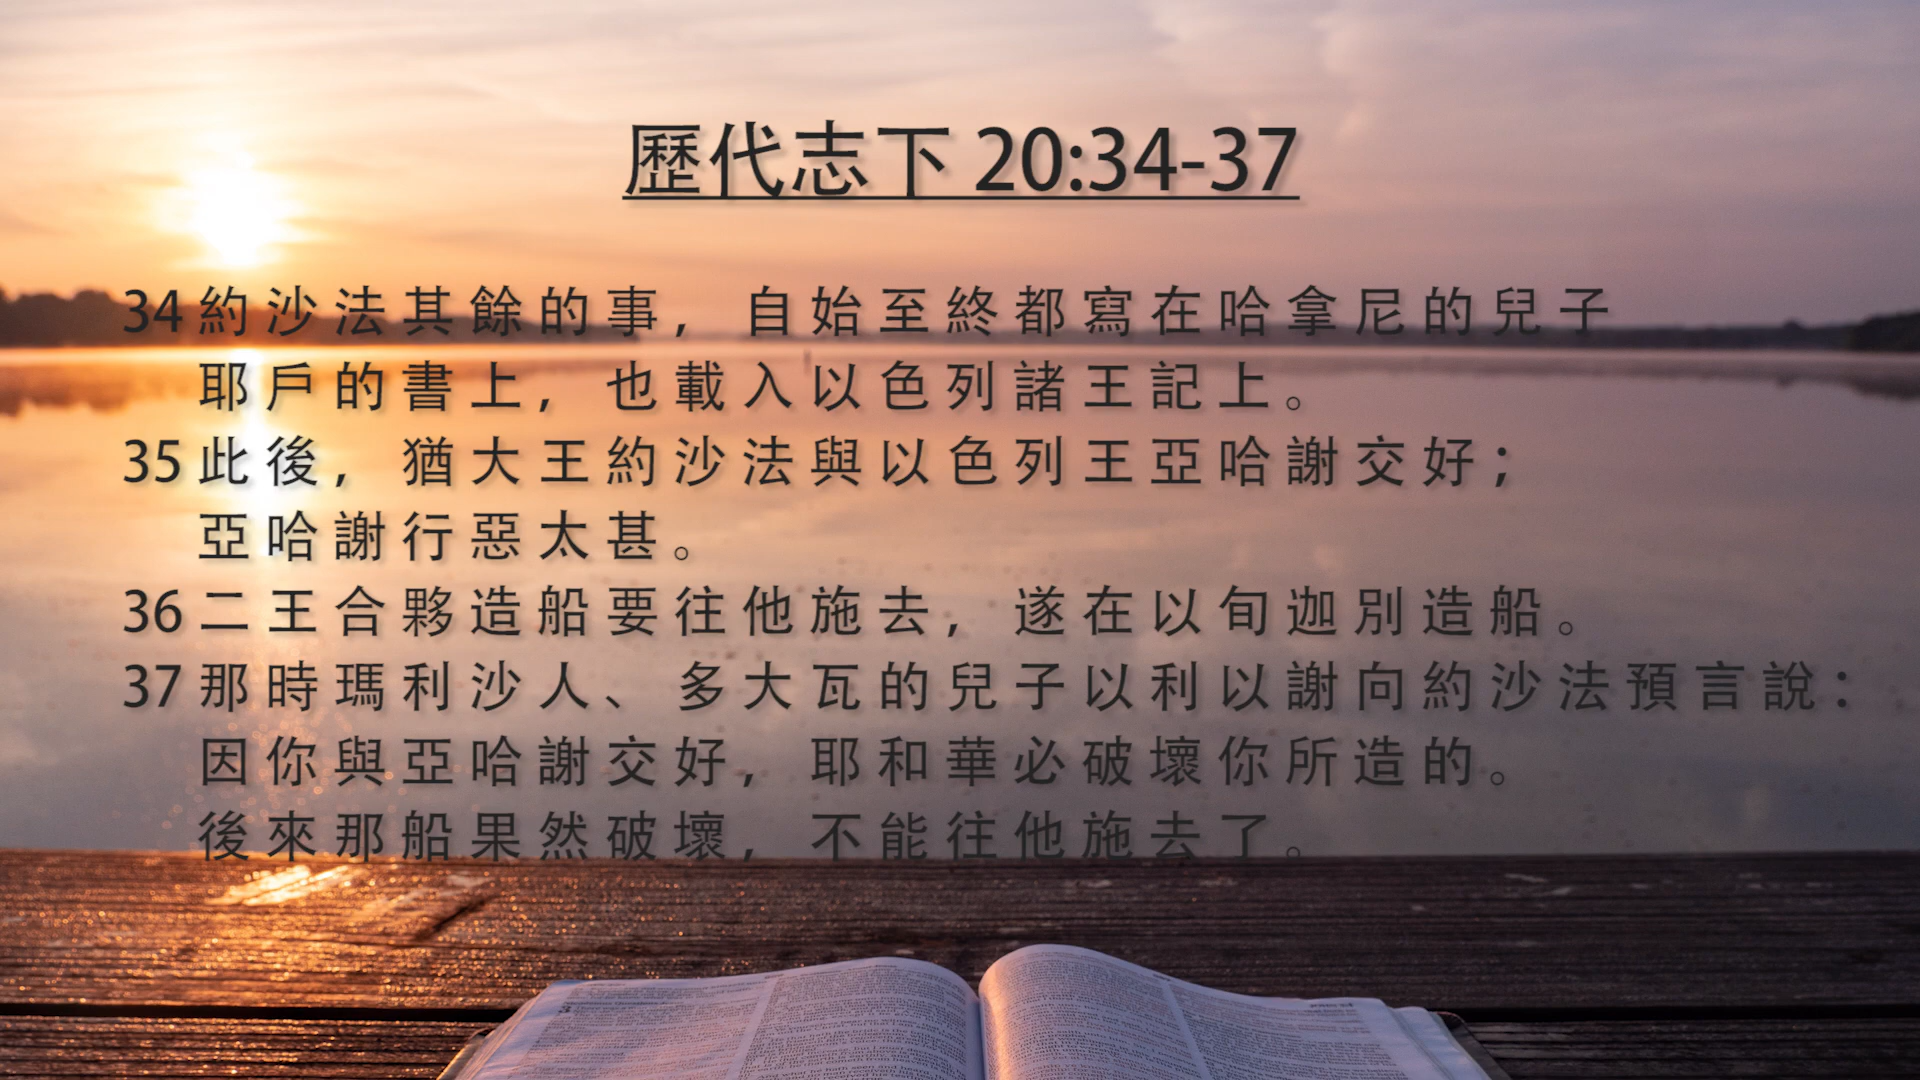 歷代志下 20:34-37
34 約沙法其餘的事，自始至終都寫在哈拿尼的兒子
耶戶的書上，也載入以色列諸王記上。
35 此後，猶大王約沙法與以色列王亞哈謝交好；
亞哈謝行惡太甚。
36 二王合夥造船要往他施去，遂在以旬迦別造船。
37 那時瑪利沙人、多大瓦的兒子以利以謝向約沙法預言說：
因你與亞哈謝交好，耶和華必破壞你所造的。
後來那船果然破壞，不能往他施去了。